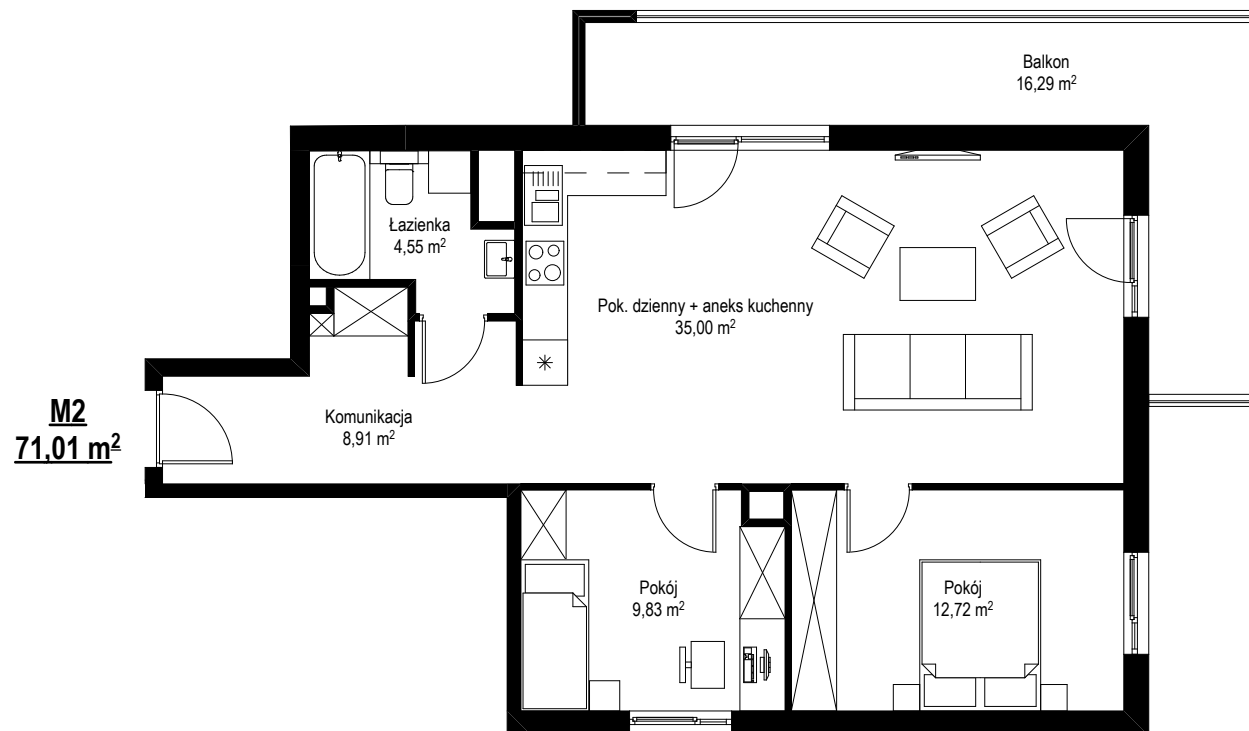 Balkon
16,29 m²
Łazienka
4,55 m²
Pok. dzienny + aneks kuchenny
35,00 m²
Komunikacja
8,91 m²
M2
71,01 m²
Pokój
9,83 m²
Pokój
12,72 m²